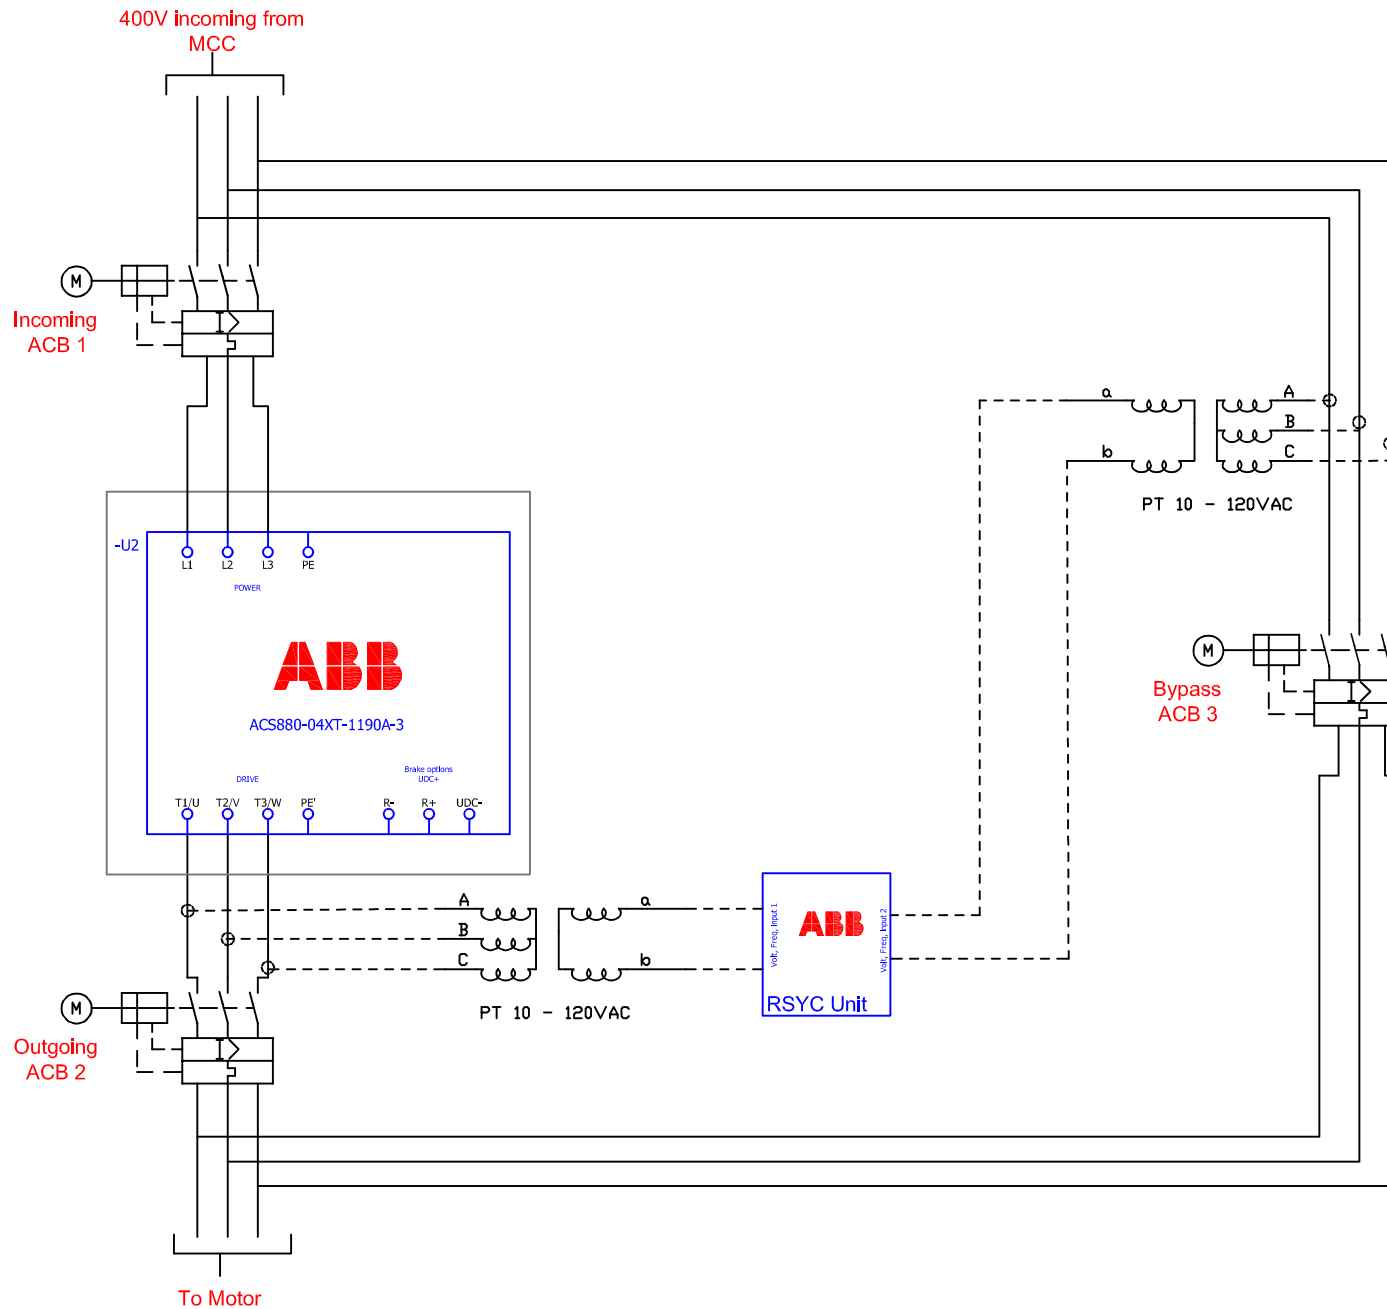 400V incoming from
MCC
M
Incoming
ACB 1
a
A
B
b
C
PT 10 - 120VAC
-U2
L1 L2 L3 PE
POWER
ABB
ACS880-04XT-1190A-3
M
Bypass
ACB 3
Brake options
DRIVE
UDC+
T1/U T2/V T3/W PE' R- R+ UDC-
A
a
B
C
b
PT 10 - 120VAC
Volt, Freq, Input 1
ABB
Volt, Freq, Input 2
RSYC Unit
M
Outgoing
ACB 2
To Motor